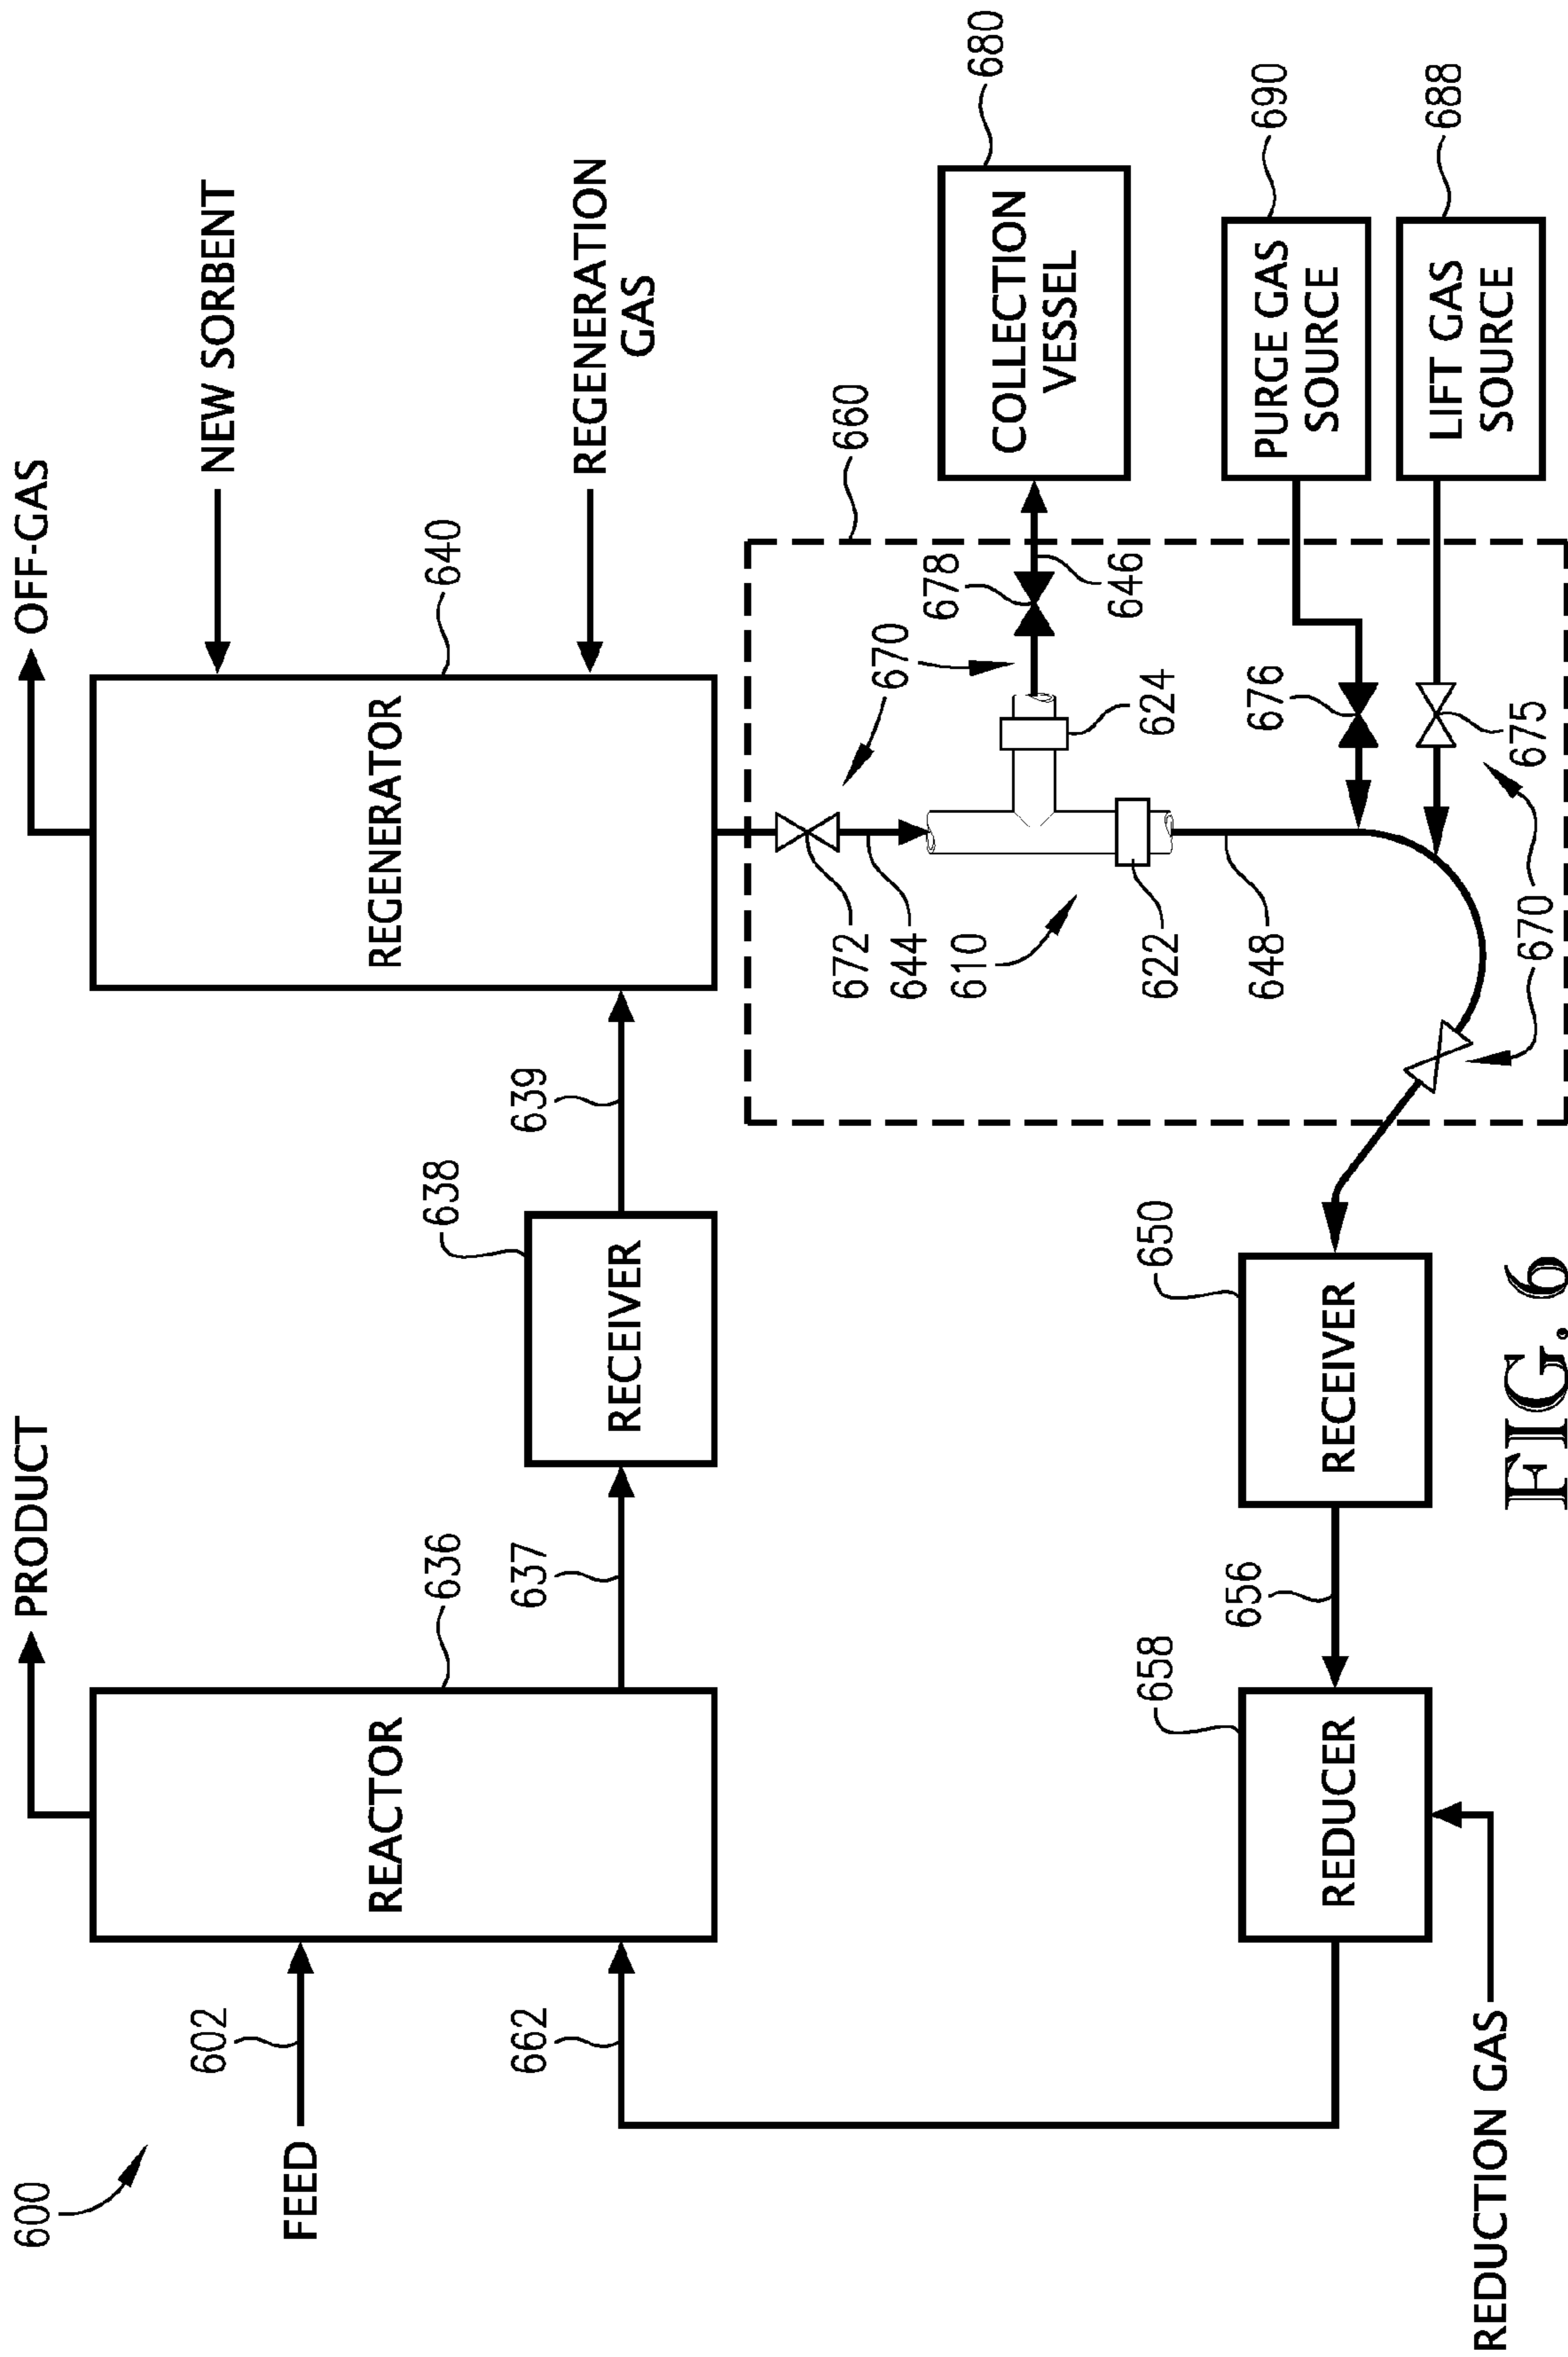 600
PRODUCT
OFF-GAS
602
FEED
REACTOR
636
REGENERATOR
640
NEW SORBENT
REGENERATION
GAS
662
637
638
RECEIVER
639
660
672
644
670
678
646
680
COLLECTION
VESSEL
610
624
622
676
690
PURGE GAS
SOURCE
648
675
688
LIFT GAS
SOURCE
670
658
REDUCER
656
650
RECEIVER
REDUCTION GAS
FIG. 6